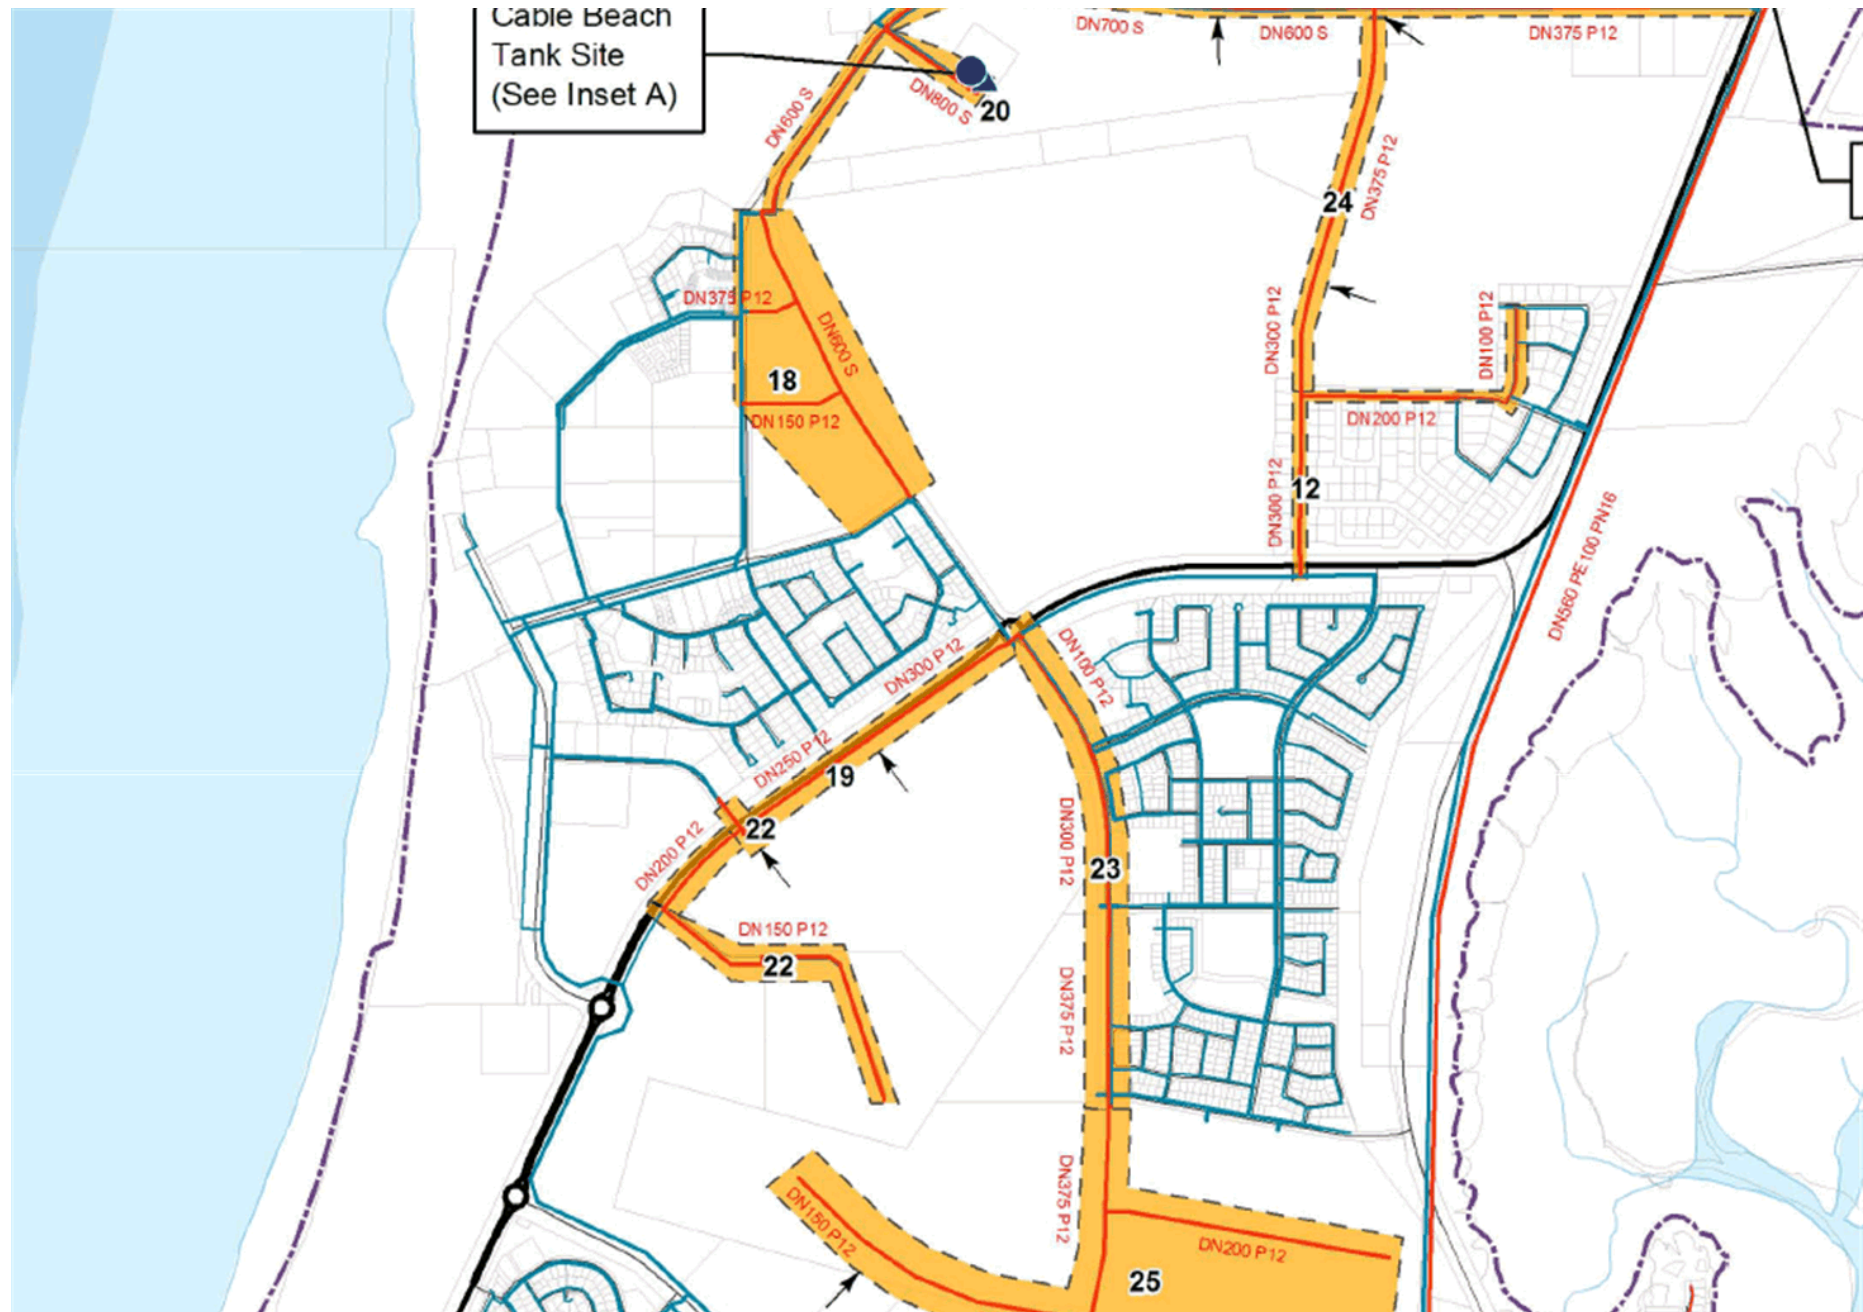 Cable Beach
Tank Site
(See Inset A)
DN700 S
DN600 S
DN375 P12
DN600 S
DN800 S
20
DN375 P12
24
DN375 P12
DN600 S
DN300 P12
DN100 P12
18
DN150 P12
DN200 P12
DN300 P12
12
DN560 PE100 PN16
DN300 P12
DN100 P12
DN250 P12
19
22
DN200 P12
DN300 P12
23
DN150 P12
22
DN375 P12
DN375 P12
DN150 P12
DN200 P12
25